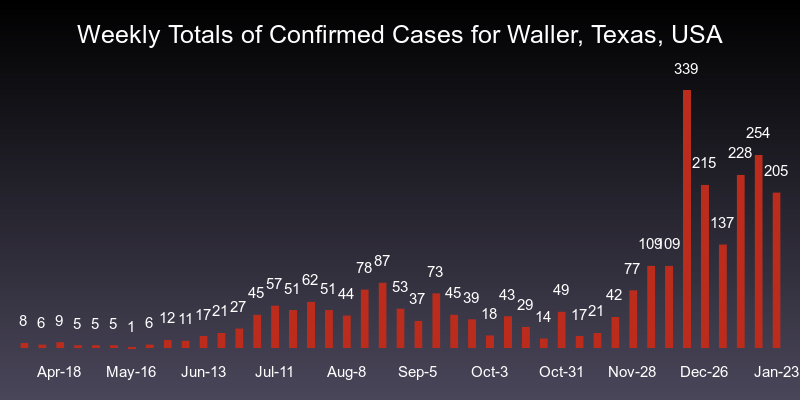 Weekly Totals of Confirmed Cases for Waller, Texas, USA
8 6 9 5 5 5 1 6 12 11 17 21 27 45 57 51 62 51 44 78 87 53 37 73 45 39 18 43 29 14 49 17 21 42 77 109 109 339 215 137 228 254 205
Apr-18 May-16 Jun-13 Jul-11 Aug-8 Sep-5 Oct-3 Oct-31 Nov-28 Dec-26 Jan-23